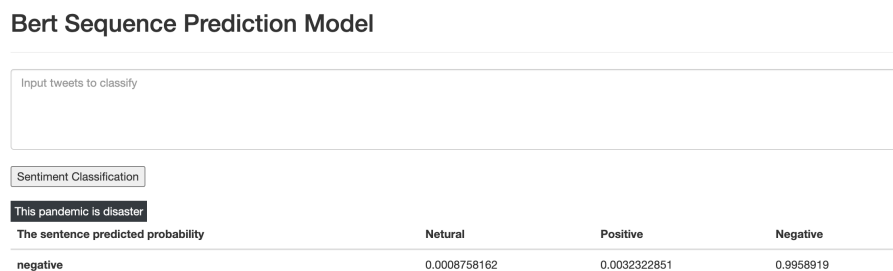 Bert Sequence Prediction Model
Input tweets to classify
Sentiment Classification
This pandemic is disaster
The sentence predicted probability Netural Positive Negative
negative 0.0008758162 0.0032322851 0.9958919